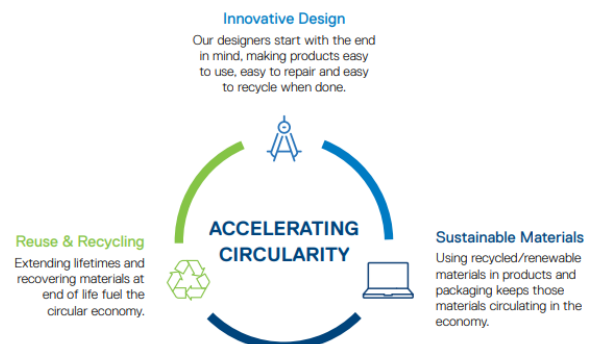 Innovative Design
Our designers start with the end
in mind, making products easy
to use, easy to repair and easy
to recycle when done.
ACCELERATING
CIRCULARITY
Reuse & Recycling
Extending lifetimes and
recovering materials at
end of life fuel the
circular economy.
Sustainable Materials
Using recycled/renewable
materials in products and
packaging keeps those
materials circulating in the
economy.